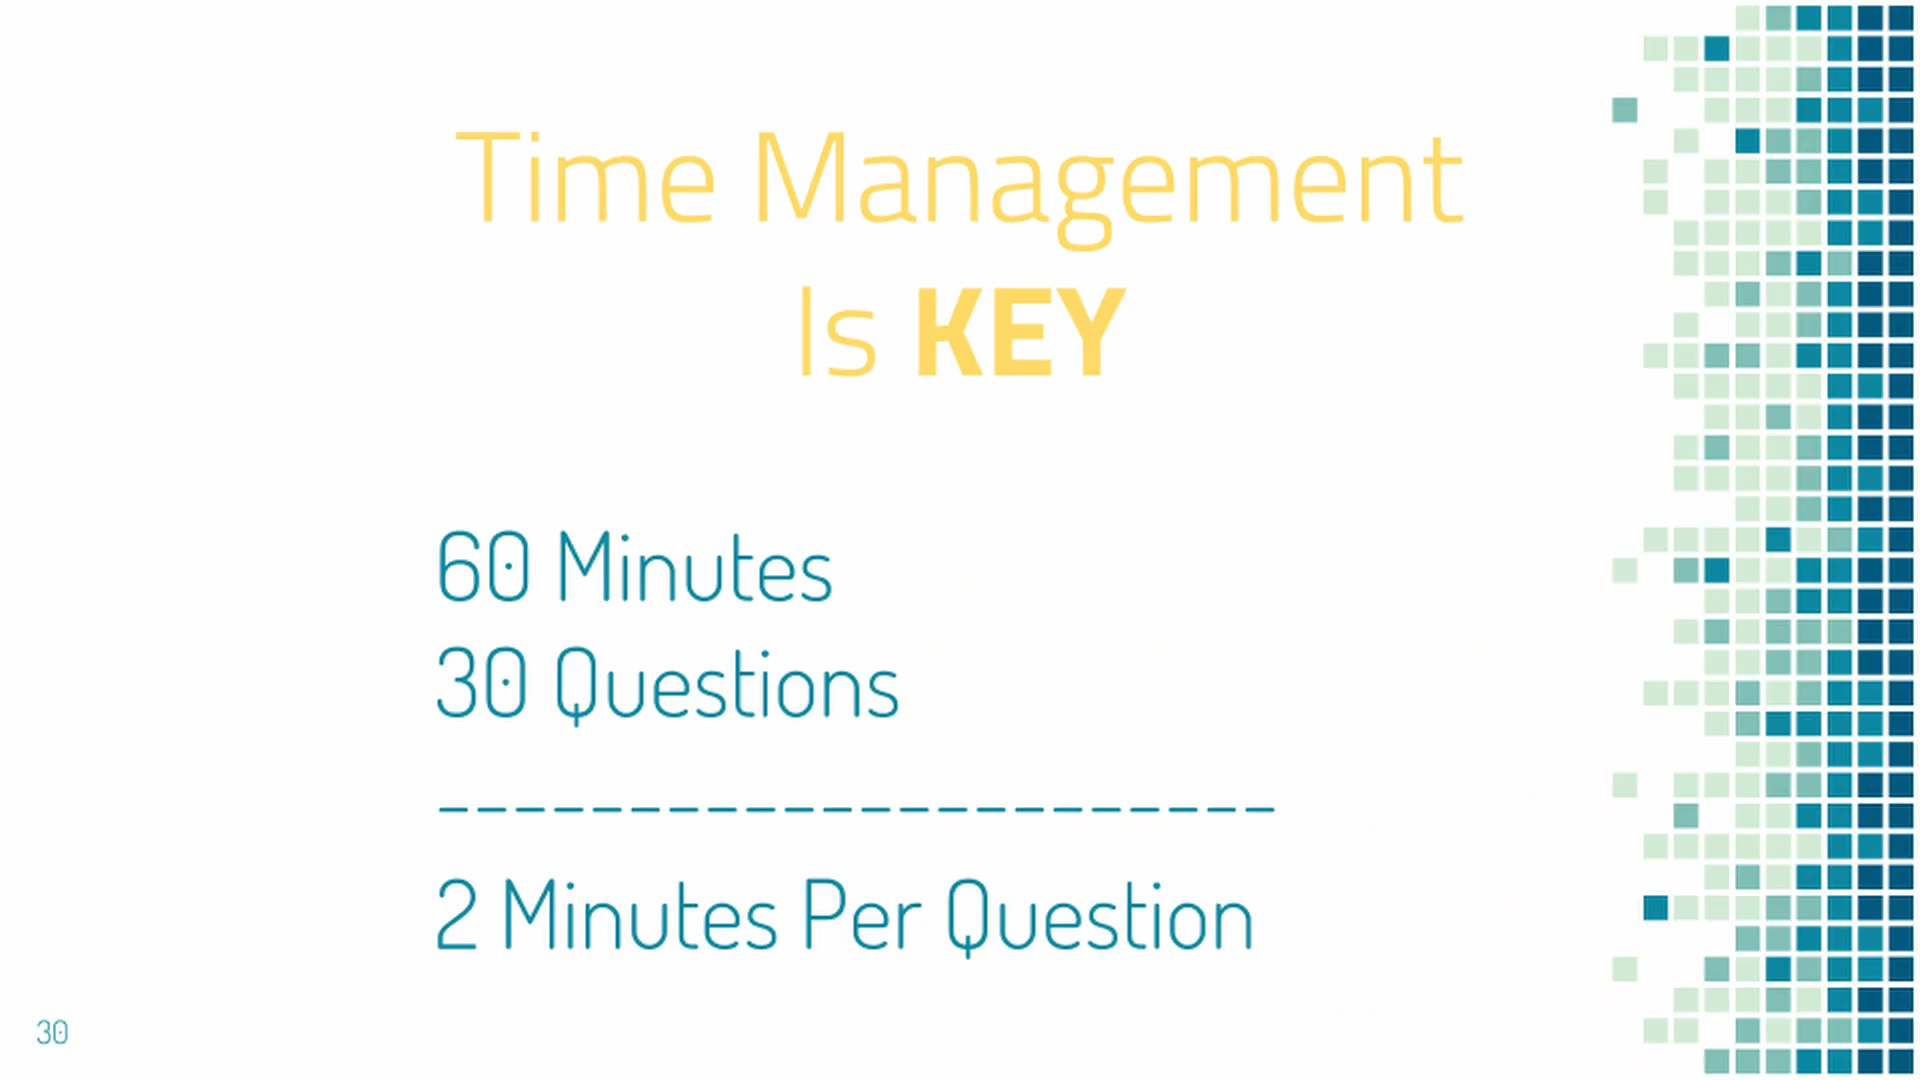 Time Management
Is KEY
60 Minutes
30 Questions
----------------------
2 Minutes Per Question
30